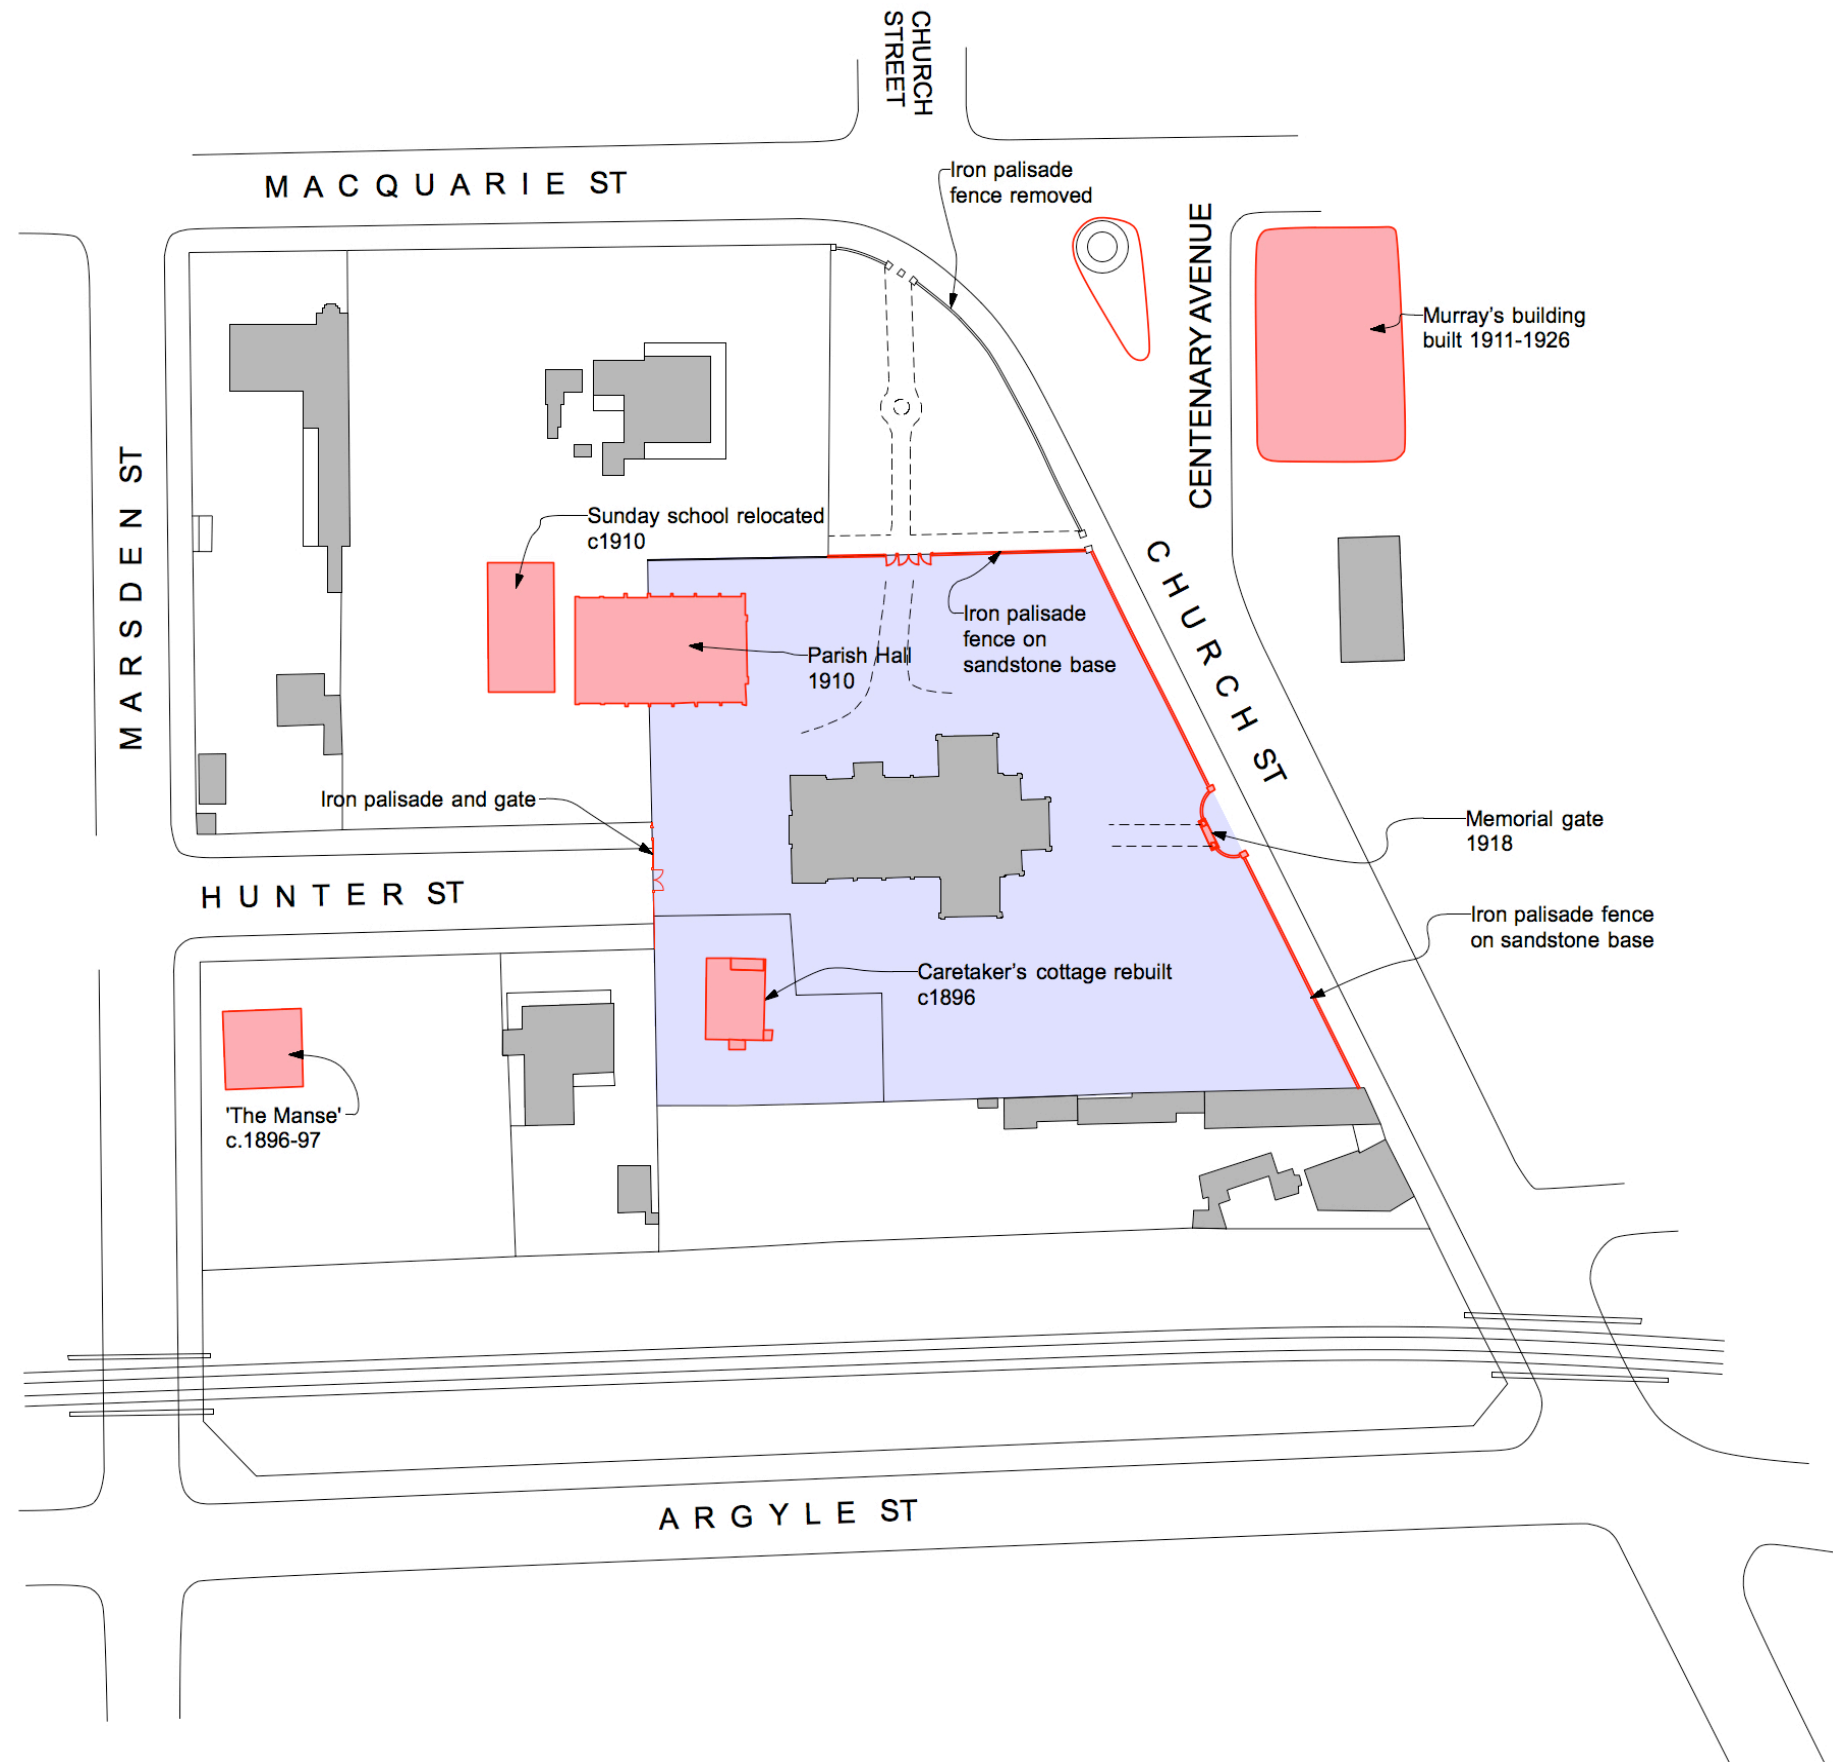 CHURCH
STREET
MACQUARIE ST
Iron palisade
fence removed
CENTENARY AVENUE
Murray’s building
built 1911-1926
MARSDEN ST
Sunday school relocated
c1910
CHURCH ST
Iron palisade
fence on
sandstone base
Parish Hall
1910
Iron palisade and gate
Memorial gate
1918
HUNTER ST
Iron palisade fence
on sandstone base
Caretaker’s cottage rebuilt
c1896
'The Manse'
c.1896-97
ARGYLE ST